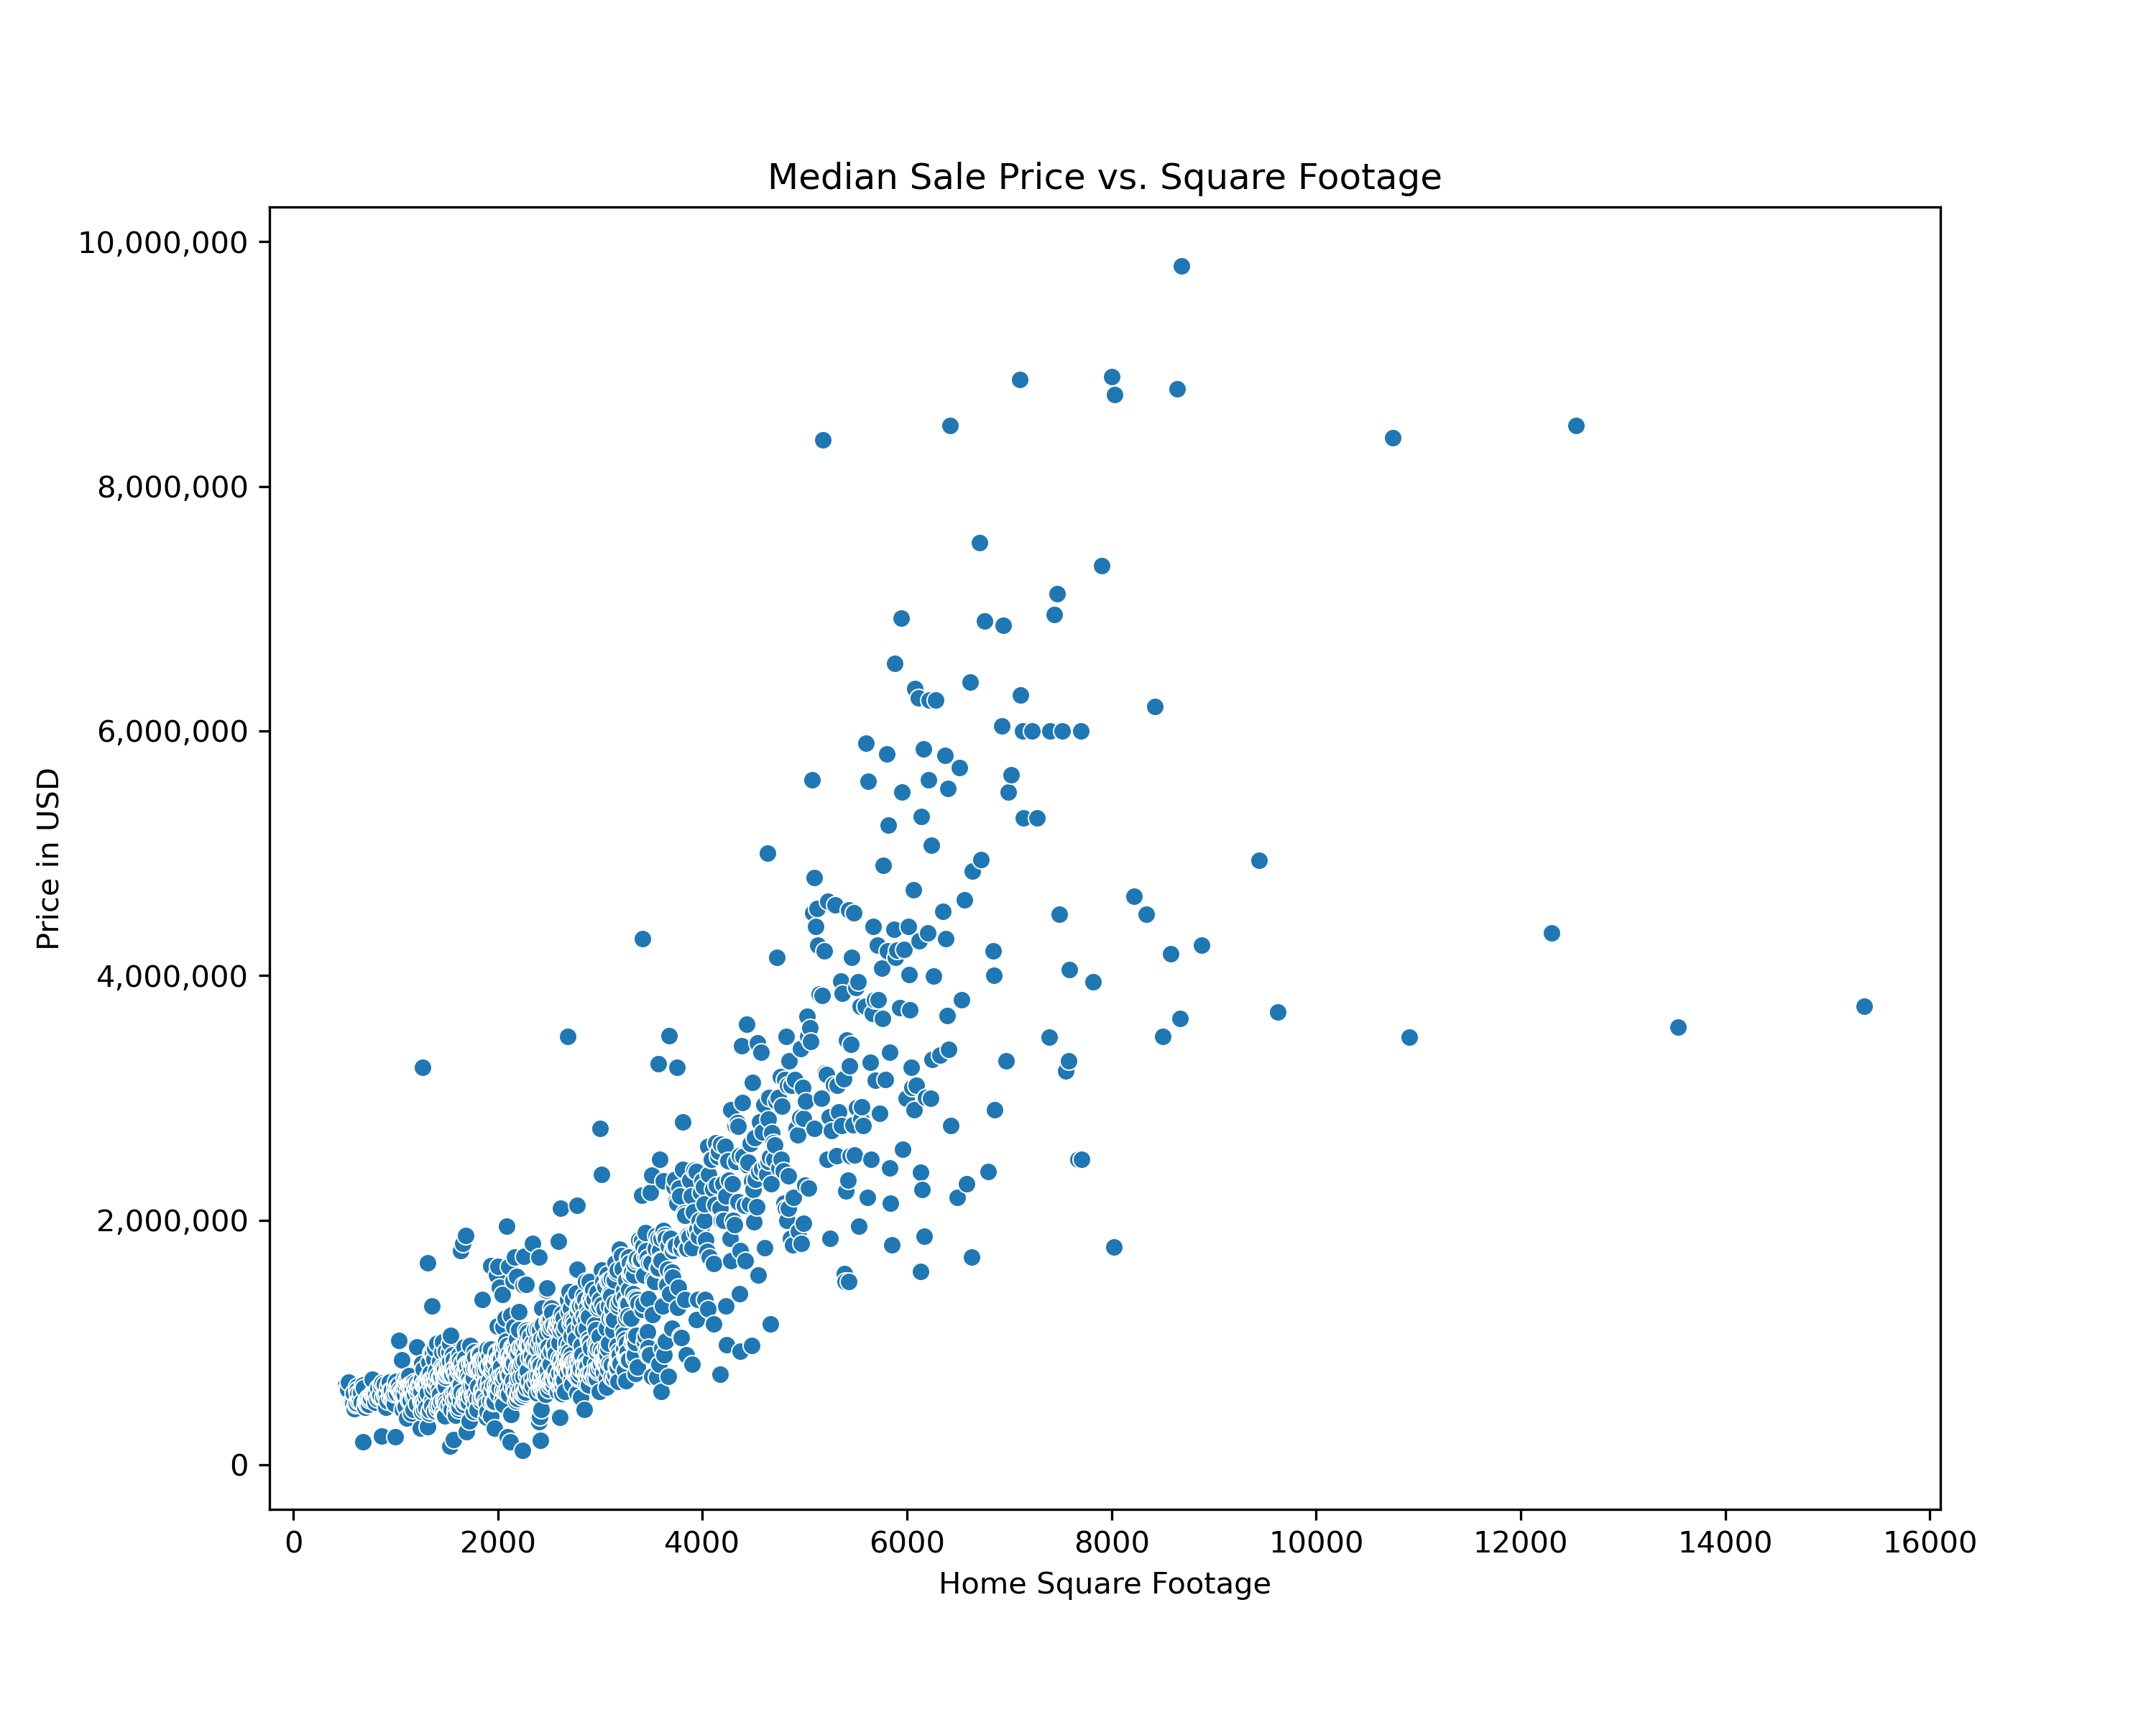 Median Sale Price vs. Square Footage
10,000,000
8,000,000
6,000,000
4,000,000
2,000,000
0
Price in USD
0 2000 4000 6000 8000 10000 12000 14000 16000
Home Square Footage